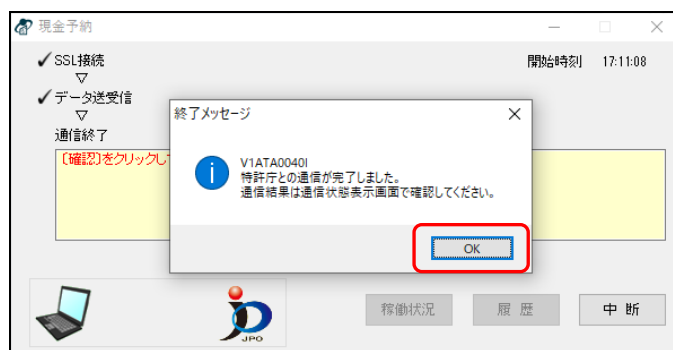 現金予納
SSL接続
開始時刻 17:11:08
▽
データ送受信
▽
通信終了
〔確認〕をクリックし
終了メッセージ
V1ATA0040I
特許庁との通信が完了しました。
通信結果は通信状態表示画面で確認してください。
OK
稼働状況
履 歴
中 断
JPO